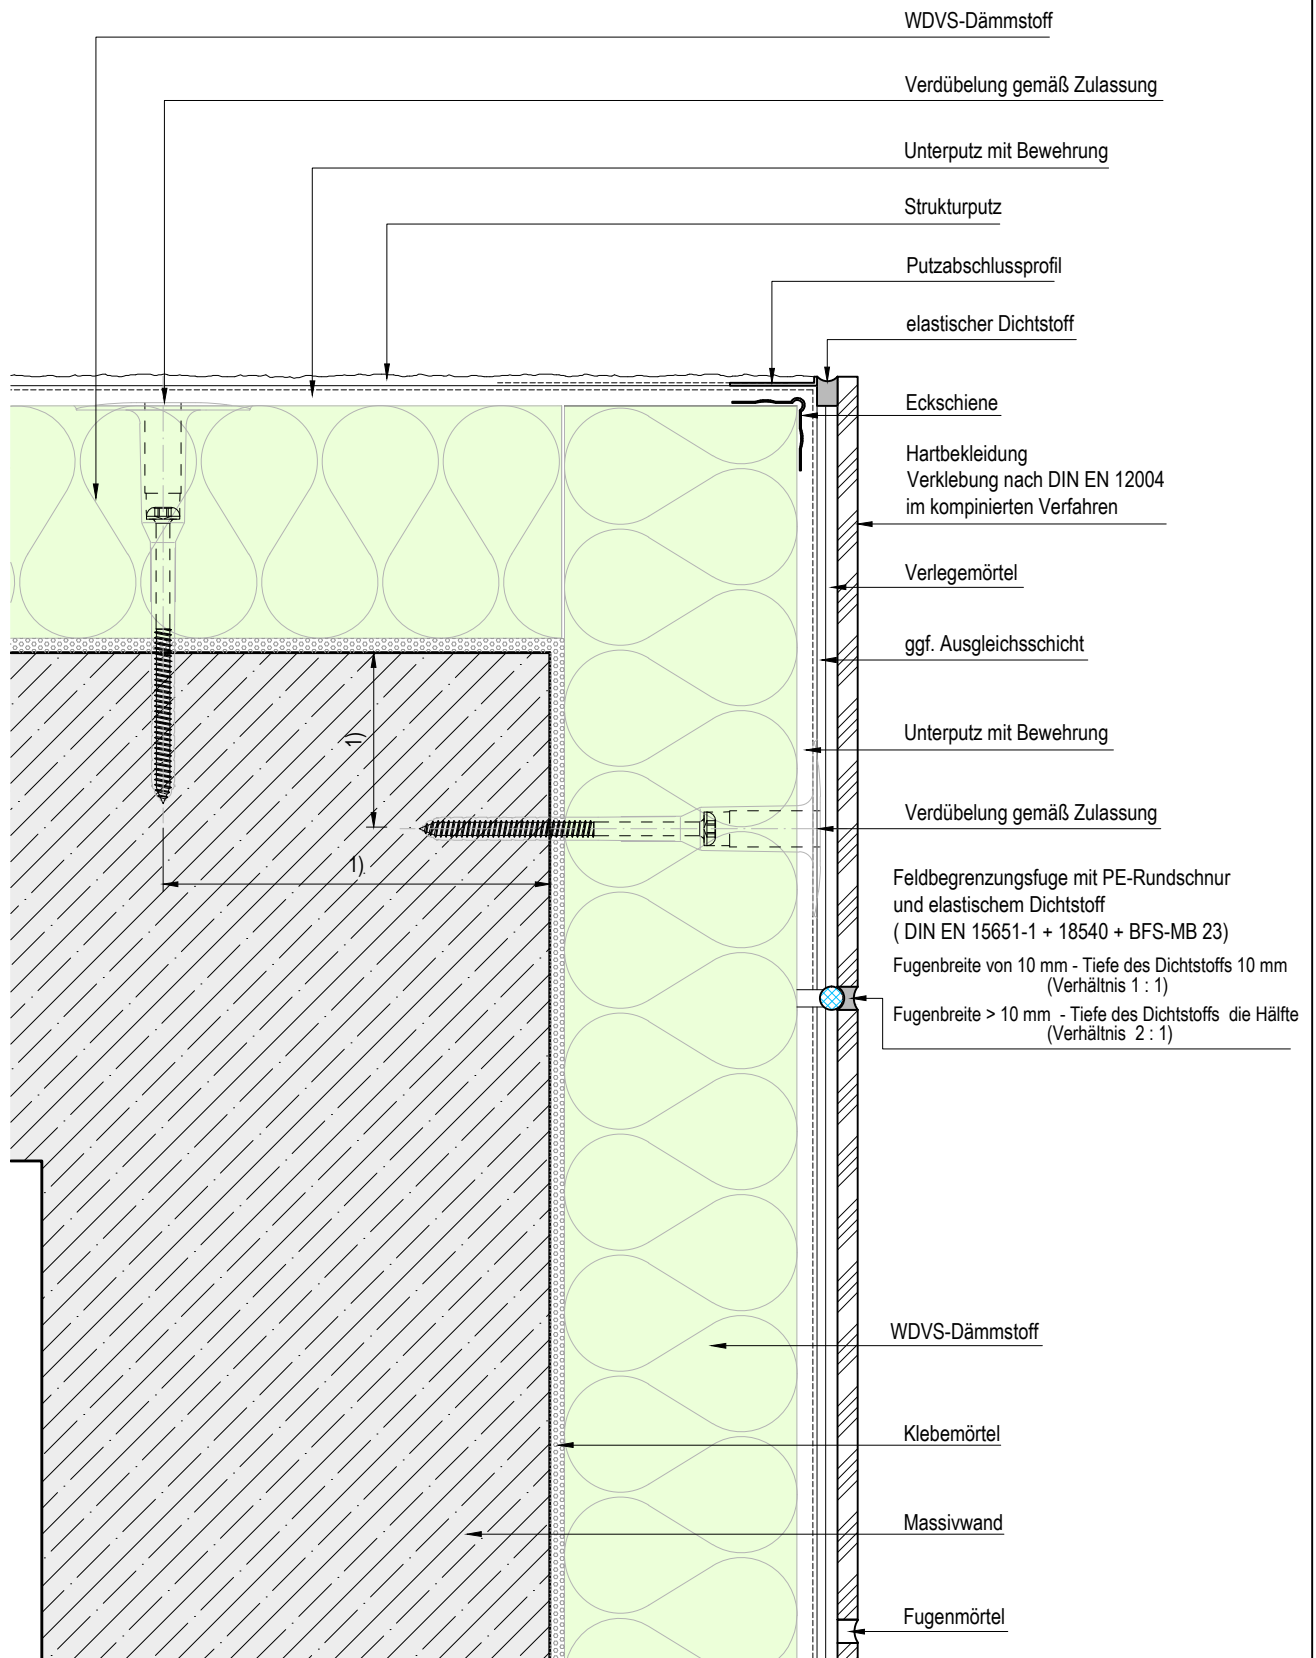 WDVS-Dämmstoff
Verdübelung gemäß Zulassung
Unterputz mit Bewehrung
Strukturputz
Putzabschlussprofil
elastischer Dichtstoff
Eckschiene
Hartbekleidung
Verklebung nach DIN EN 12004
im kompinierten Verfahren
Verlegemörtel
ggf. Ausgleichsschicht
Unterputz mit Bewehrung
1)
Verdübelung gemäß Zulassung
1)
Feldbegrenzungsfuge mit PE-Rundschnur
und elastischem Dichtstoff
( DIN EN 15651-1 + 18540 + BFS-MB 23)
Fugenbreite von 10 mm - Tiefe des Dichtstoffs 10 mm
(Verhältnis 1 : 1)
Fugenbreite > 10 mm - Tiefe des Dichtstoffs die Hälfte
(Verhältnis 2 : 1)
WDVS-Dämmstoff
Klebemörtel
Massivwand
Fugenmörtel